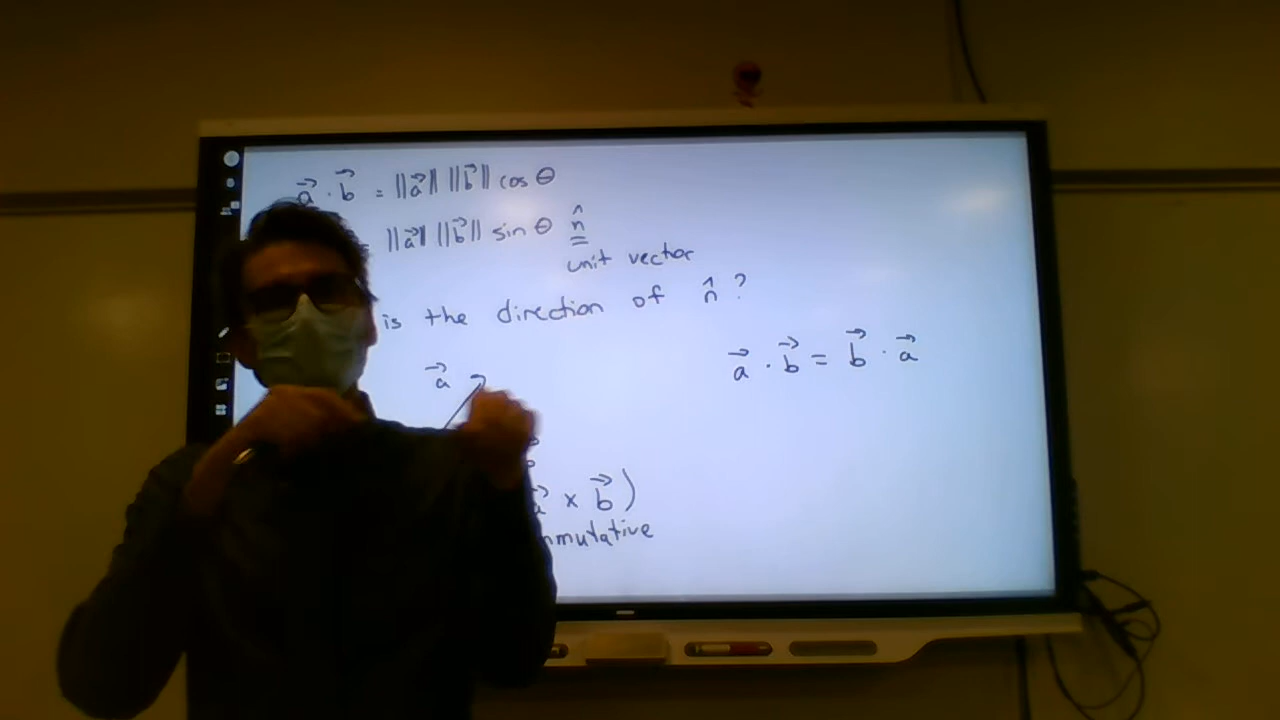 a⃗ · b⃗ = ‖a⃗‖ ‖b⃗‖ cos θ
‖a⃗‖ ‖b⃗‖ sin θ n̂
unit vector
is the direction of n̂ ?
a⃗
a⃗ · b⃗ = b⃗ · a⃗
a⃗ × b⃗ )
mmutative